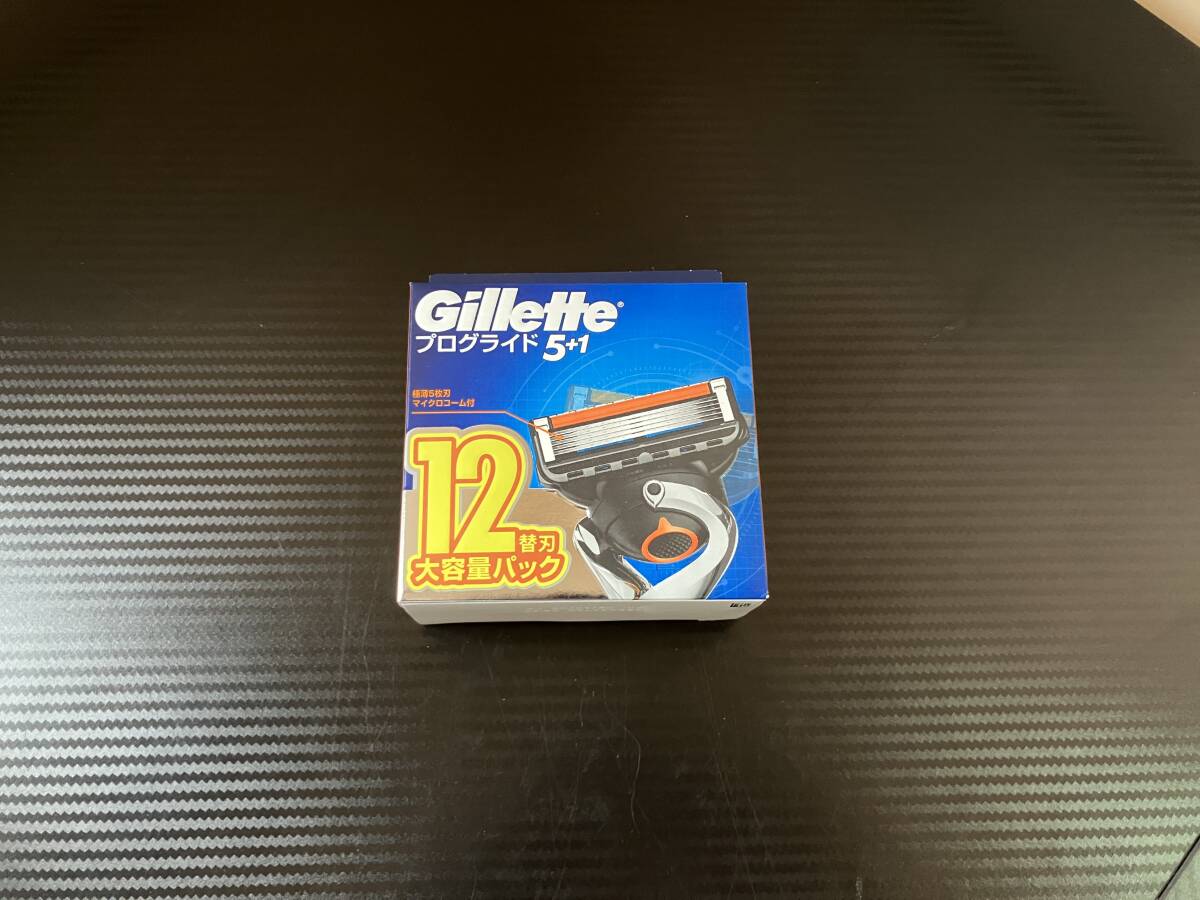 Gillette®
プログライド 5+1
極薄5枚刃
マイクロコーム付
12
替刃
大容量パック